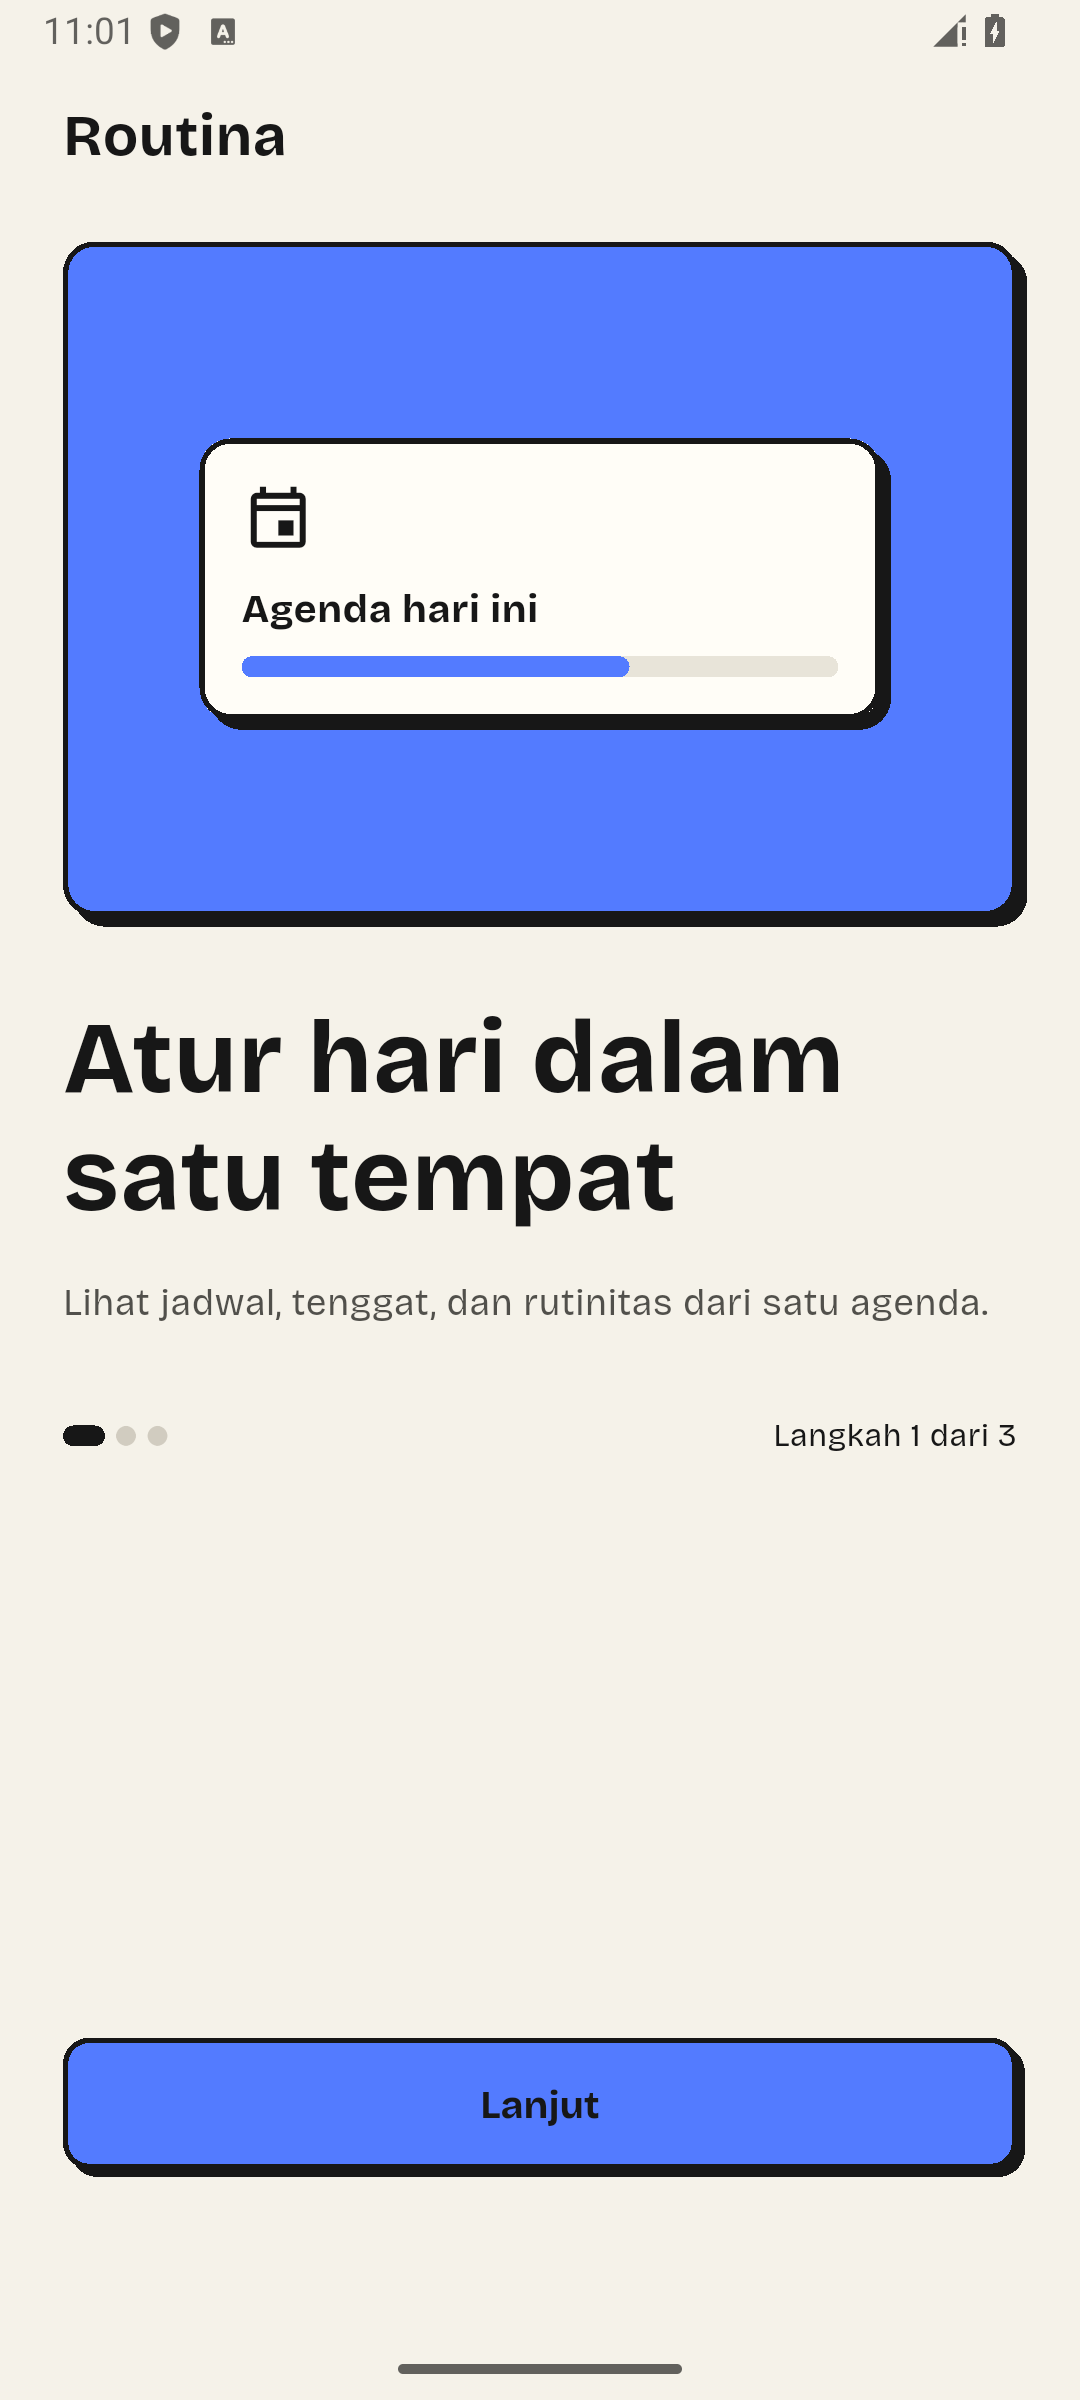 11:01
Routina
Agenda hari ini
Atur hari dalam
satu tempat
Lihat jadwal, tenggat, dan rutinitas dari satu agenda.
Langkah 1 dari 3
Lanjut